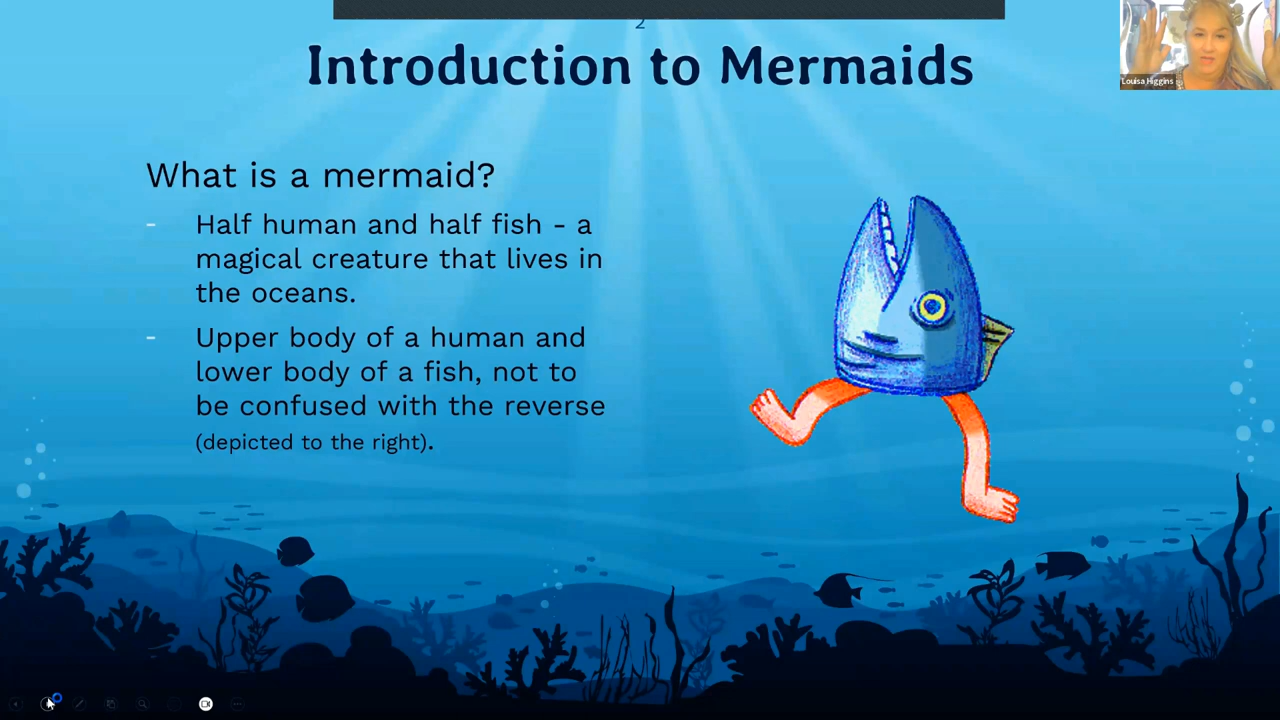 2
Introduction to Mermaids
Louisa Higgins
What is a mermaid?
- Half human and half fish - a
magical creature that lives in
the oceans.
- Upper body of a human and
lower body of a fish, not to
be confused with the reverse
(depicted to the right).